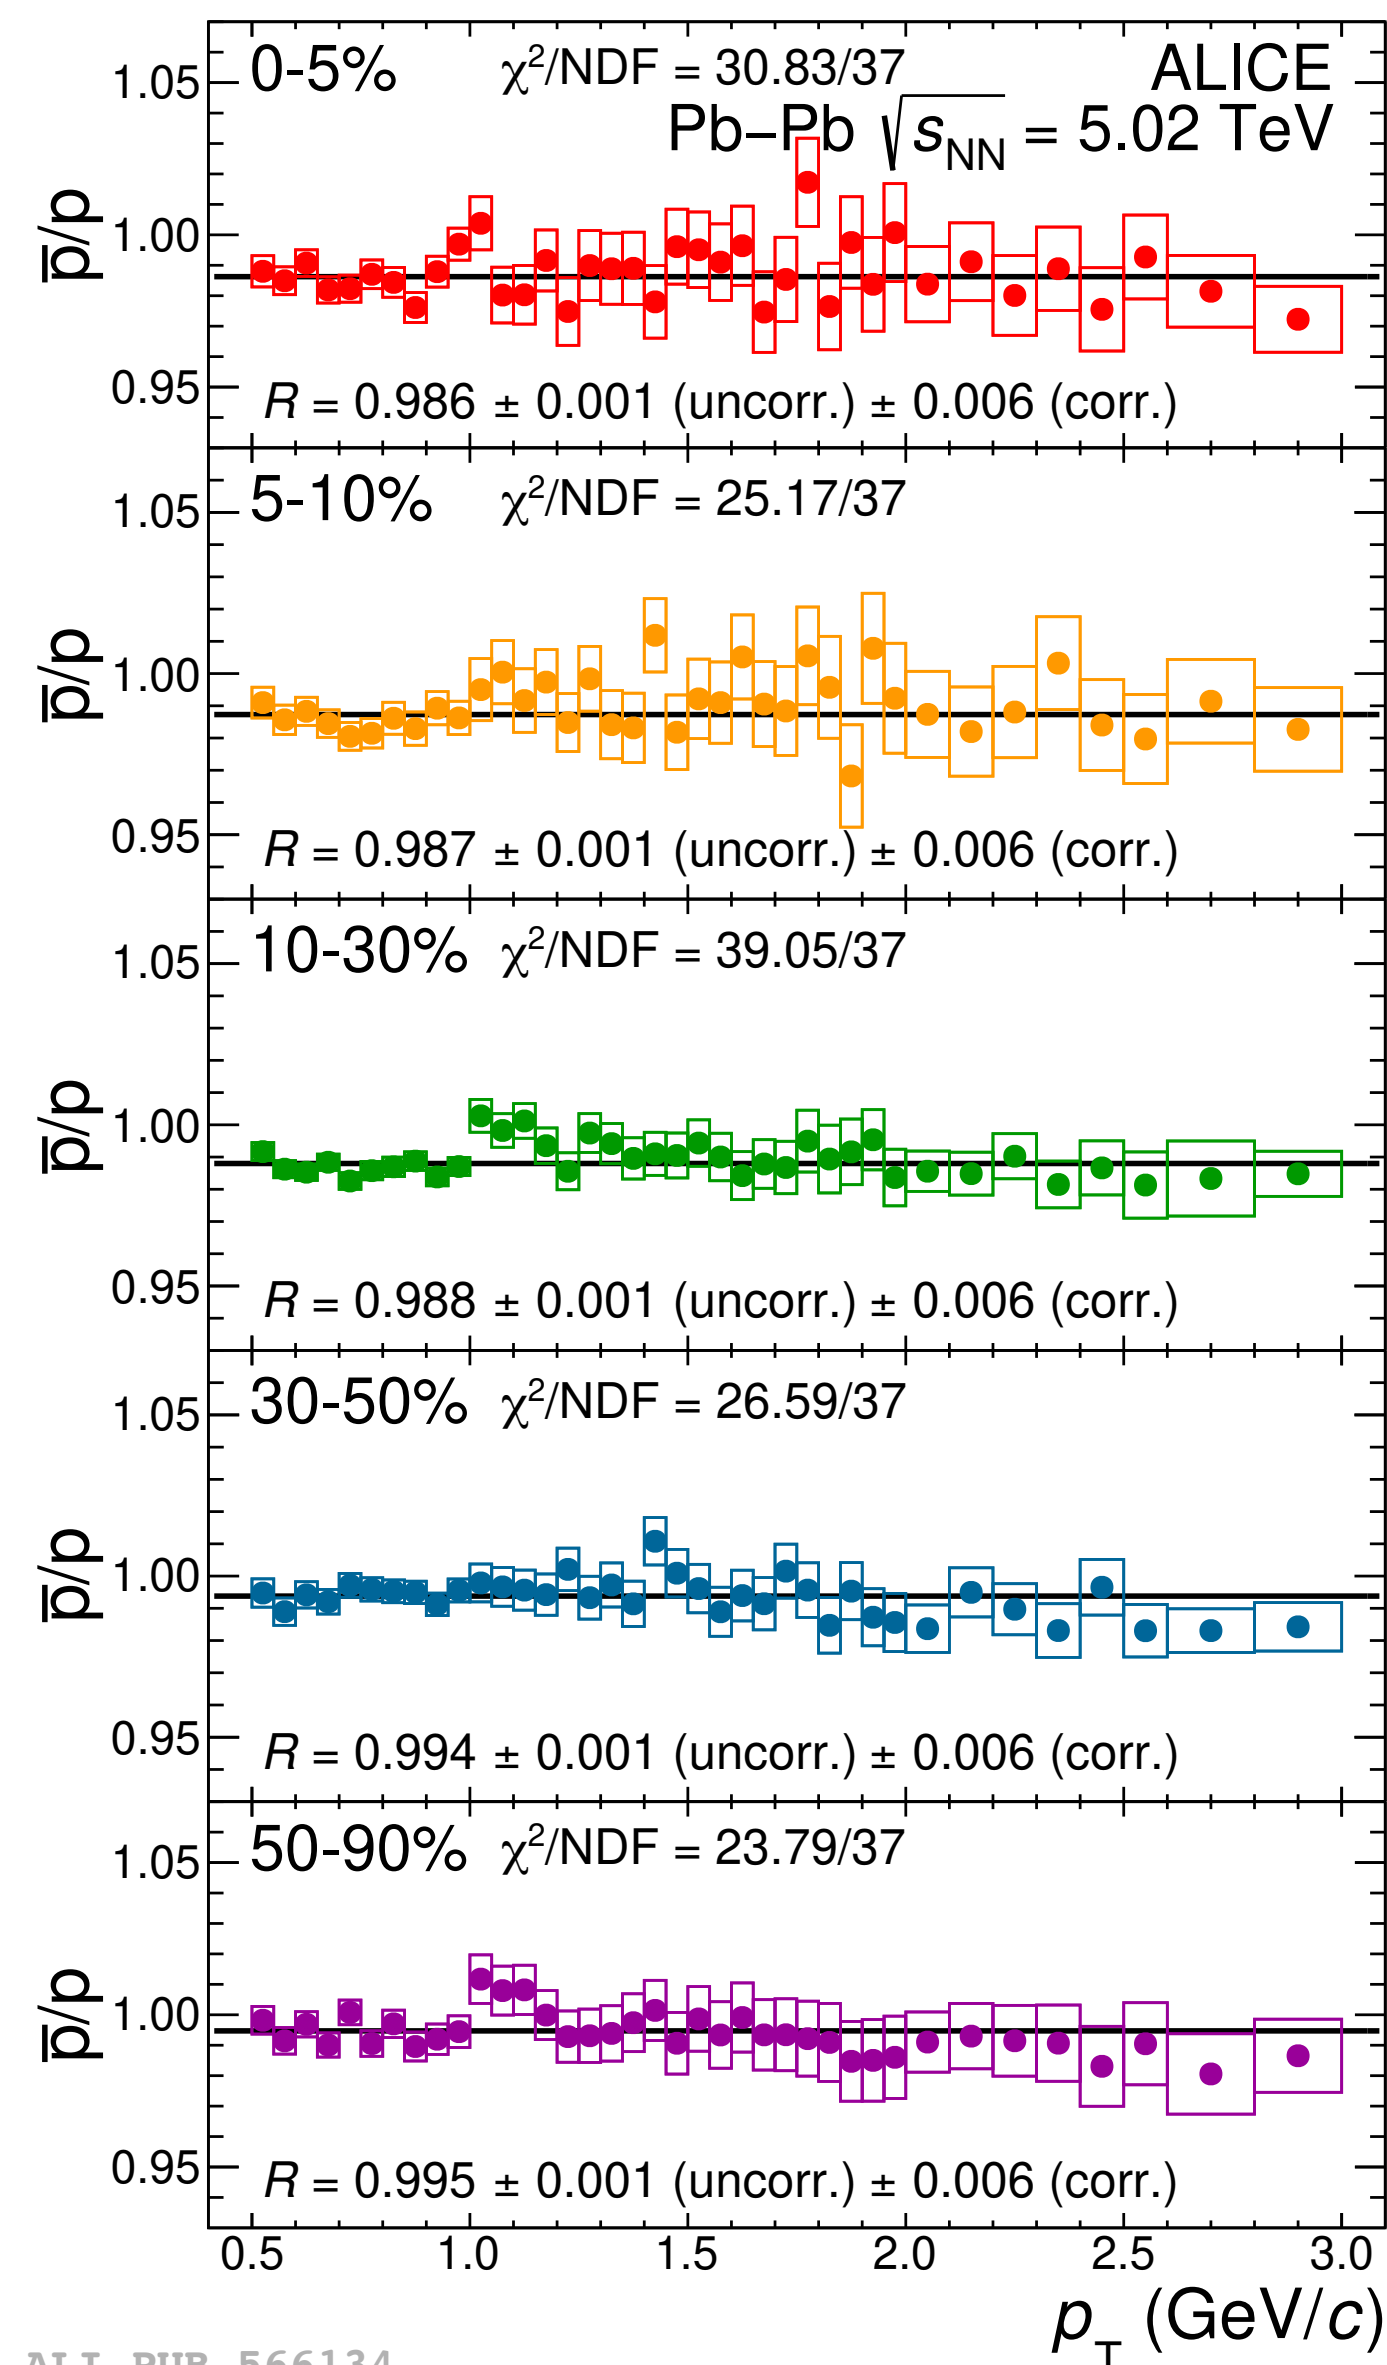 0-5% χ²/NDF = 30.83/37 ALICE
Pb–Pb √s_NN = 5.02 TeV
1.05
1.00
0.95
p̅/p
R = 0.986 ± 0.001 (uncorr.) ± 0.006 (corr.)
5-10% χ²/NDF = 25.17/37
1.05
1.00
0.95
p̅/p
R = 0.987 ± 0.001 (uncorr.) ± 0.006 (corr.)
10-30% χ²/NDF = 39.05/37
1.05
1.00
0.95
p̅/p
R = 0.988 ± 0.001 (uncorr.) ± 0.006 (corr.)
30-50% χ²/NDF = 26.59/37
1.05
1.00
0.95
p̅/p
R = 0.994 ± 0.001 (uncorr.) ± 0.006 (corr.)
50-90% χ²/NDF = 23.79/37
1.05
1.00
0.95
p̅/p
R = 0.995 ± 0.001 (uncorr.) ± 0.006 (corr.)
0.5 1.0 1.5 2.0 2.5 3.0
p_T (GeV/c)
ALI-PUB-566134